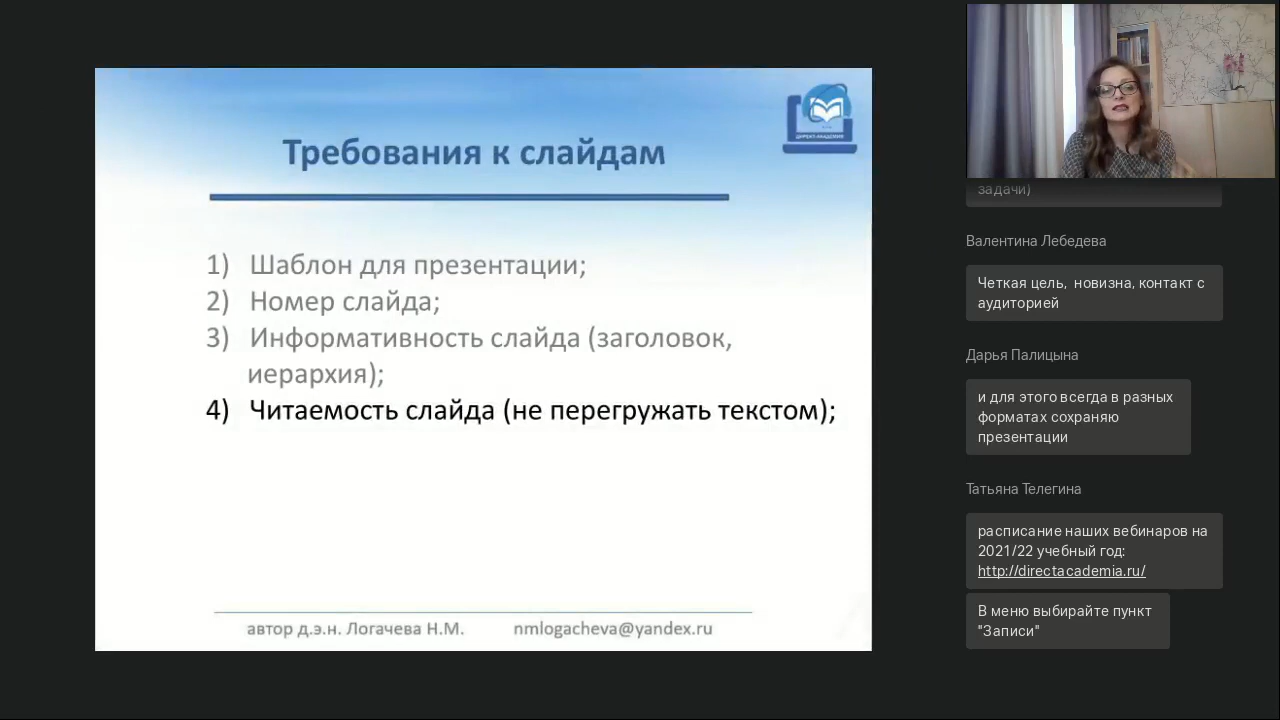 Требования к слайдам
ДИРЕКТ-АКАДЕМИЯ
1) Шаблон для презентации;
2) Номер слайда;
3) Информативность слайда (заголовок,
иерархия);
4) Читаемость слайда (не перегружать текстом);
автор д.э.н. Логачева Н.М. nmlogacheva@yandex.ru
задачи)
Валентина Лебедева
Четкая цель, новизна, контакт с
аудиторией
Дарья Палицына
и для этого всегда в разных
форматах сохраняю
презентации
Татьяна Телегина
расписание наших вебинаров на
2021/22 учебный год:
http://directacademia.ru/
В меню выбирайте пункт
"Записи"